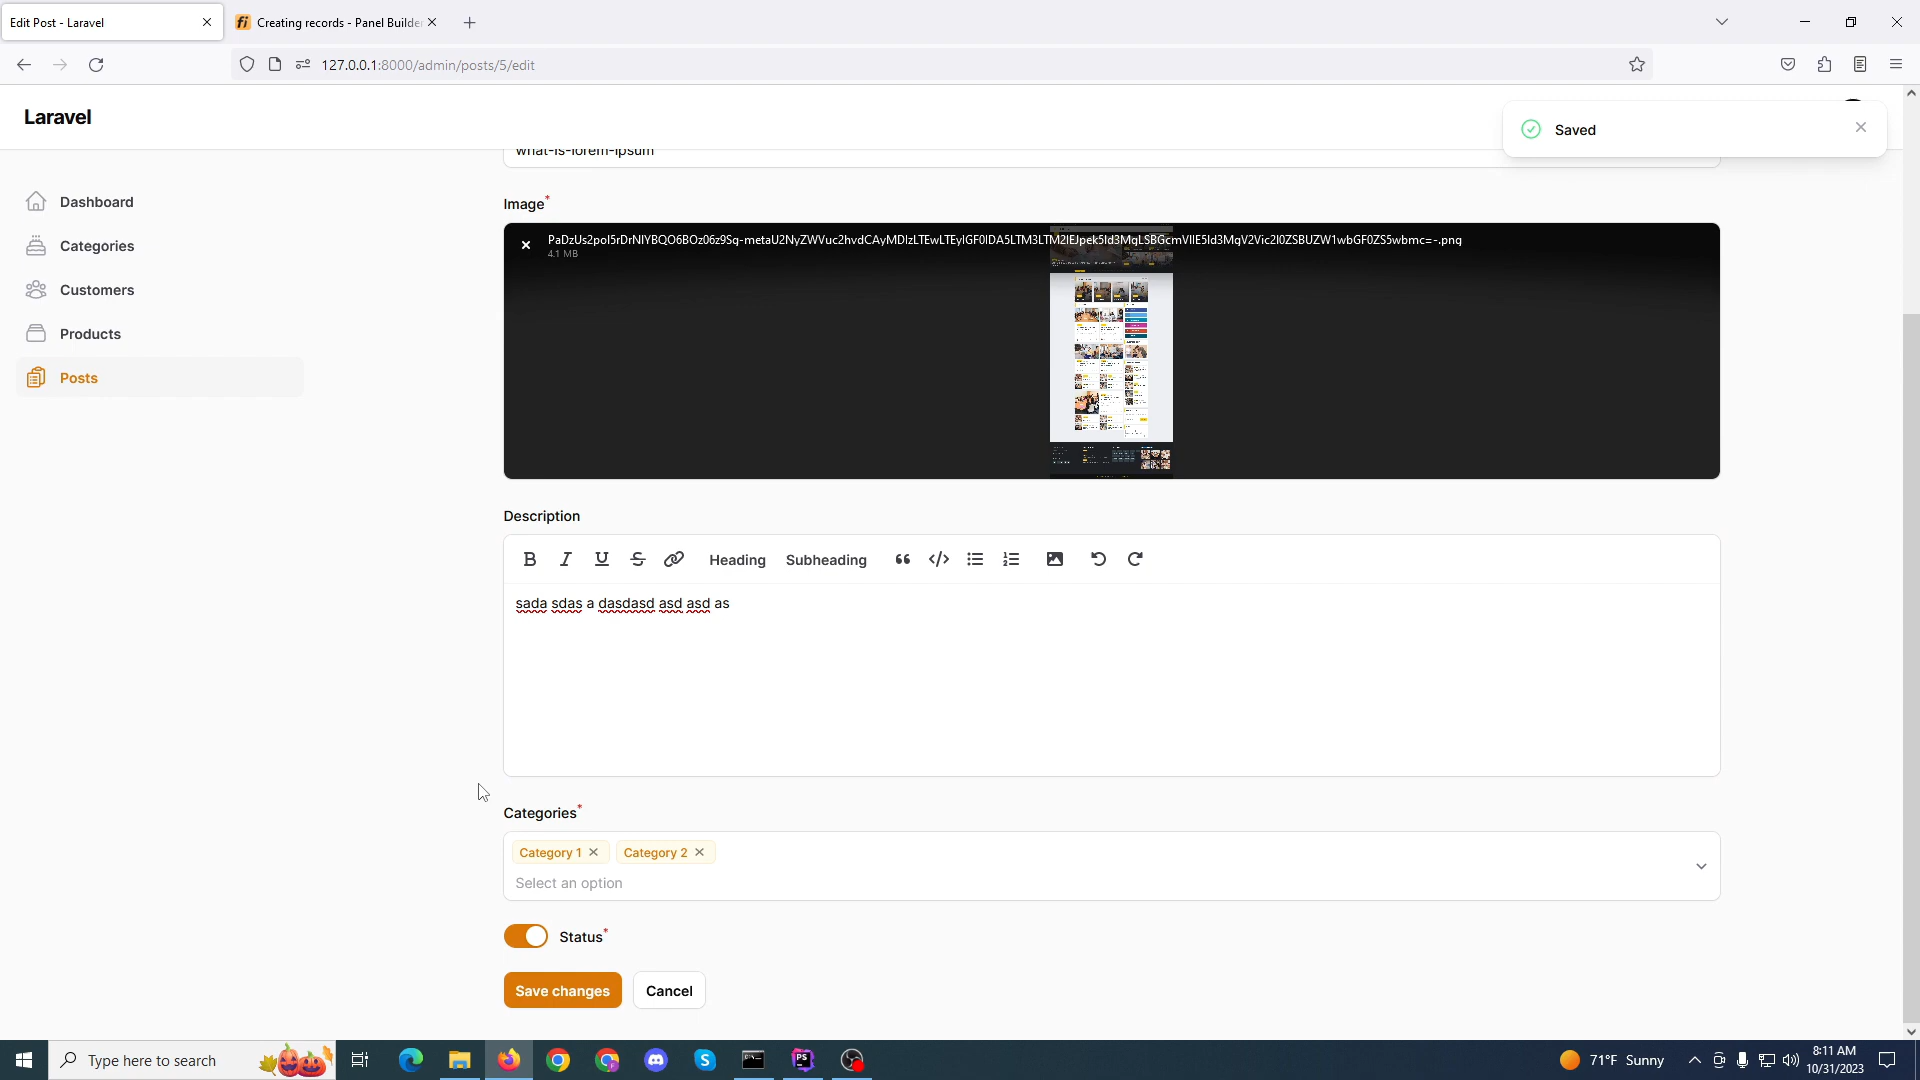 Edit Post - Laravel
Creating records - Panel Builder
127.0.0.1:8000/admin/posts/5/edit
Laravel
Saved
what-is-lorem-ipsum
Dashboard
Categories
Customers
Products
Posts
Image*
4.1 MB
Description
Heading
Subheading
sada sdas a dasdasd asd asd as
Categories*
Category 1
Category 2
Select an option
Status*
Save changes
Cancel
Type here to search
71°F Sunny
8:11 AM
10/31/2023